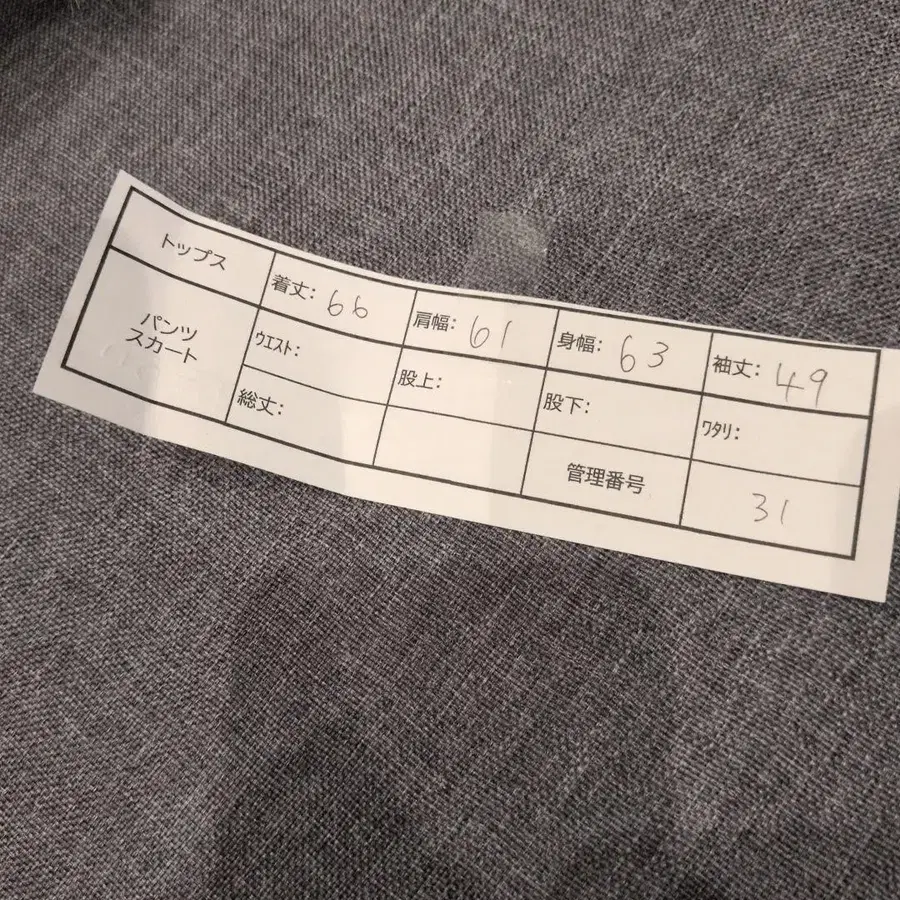 トップス 着丈: 66 肩幅: 61 身幅: 63 袖丈: 49
パンツ
スカート
ウエスト: 股上: 股下: ワタリ:
総丈: 管理番号 31